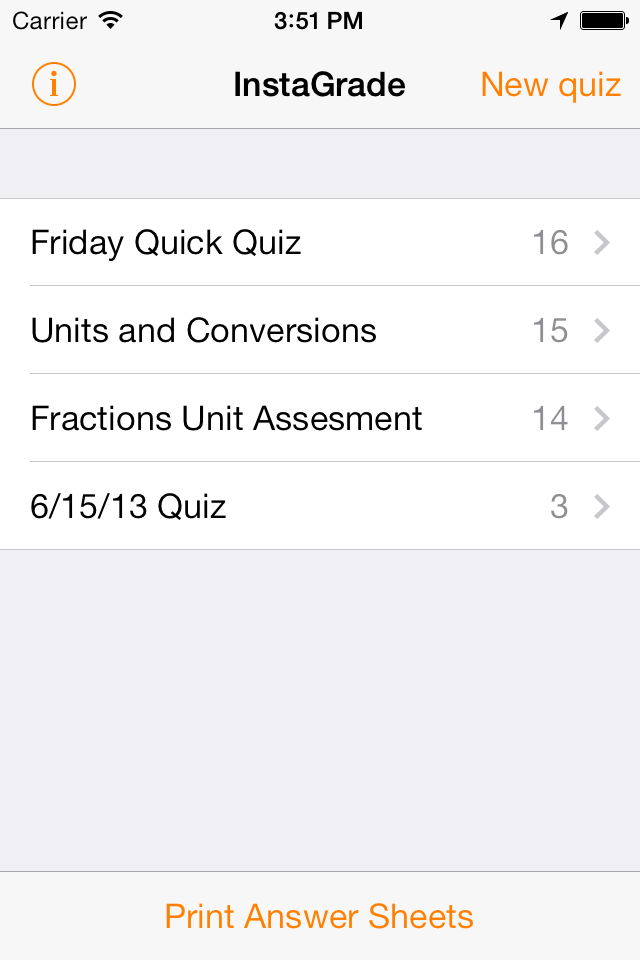 Carrier 3:51 PM
i InstaGrade New quiz
Friday Quick Quiz 16
Units and Conversions 15
Fractions Unit Assesment 14
6/15/13 Quiz 3
Print Answer Sheets